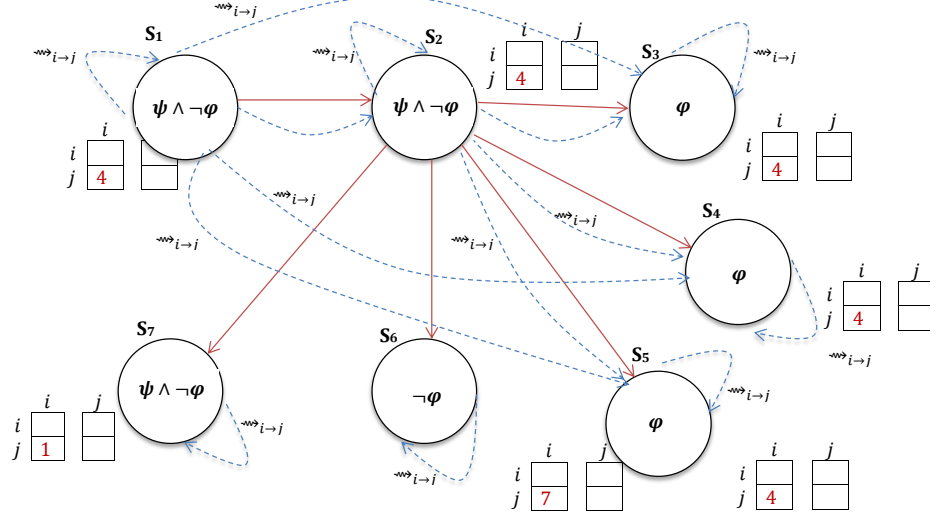 ⇝i→j
S1
⇝i→j
ψ ∧ ¬φ
i
i
j 4
S2
⇝i→j
ψ ∧ ¬φ
i j
i
j 4
S3
⇝i→j
φ
i j
i
j 4
⇝i→j
⇝i→j
⇝i→j
⇝i→j
S4
φ
i j
i
j 4
⇝i→j
S7
ψ ∧ ¬φ
⇝i→j
i j
i
j 1
S6
¬φ
⇝i→j
S5
φ
⇝i→j
i j
i
j 7
i j
i
j 4